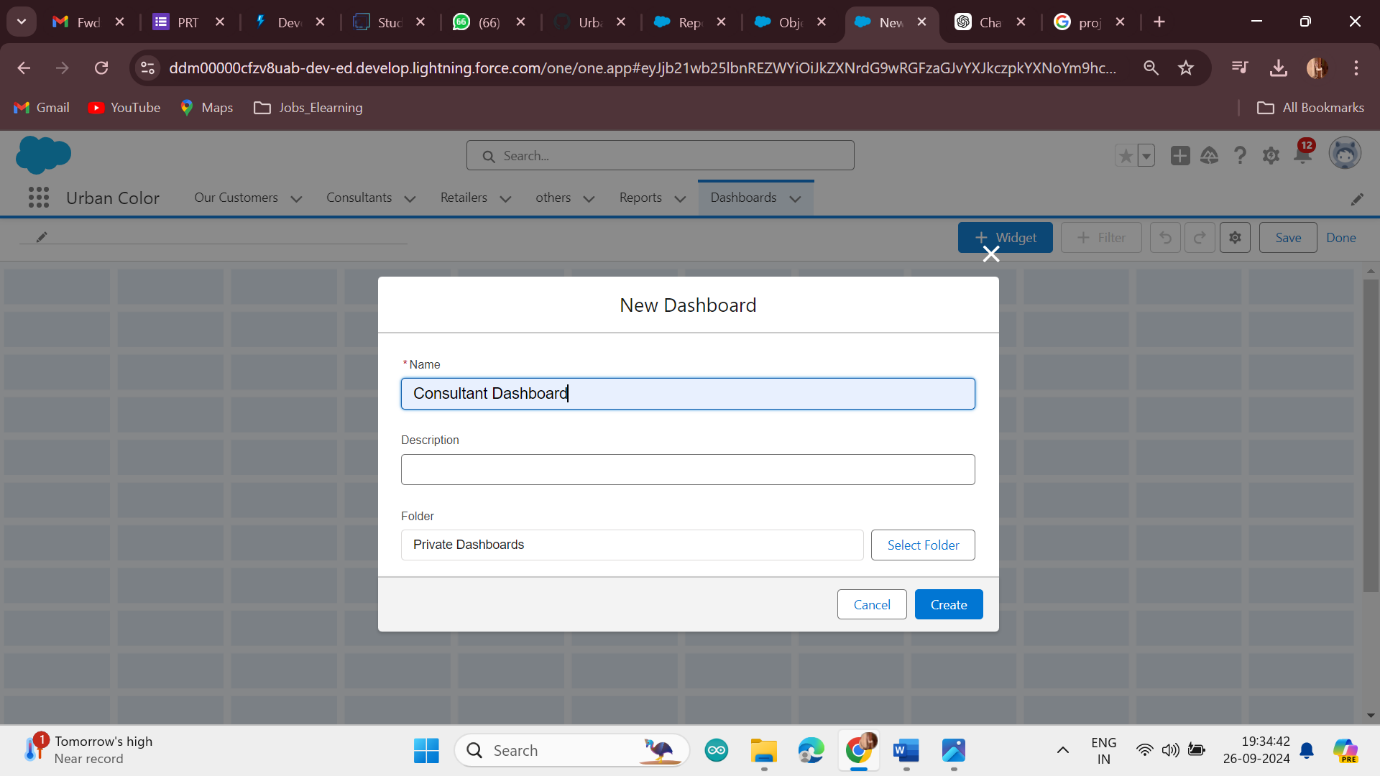 Fwd
PRT
Dev
Stud
(66)
Urb
Rep
Obj
New
Cha
proj
ddm00000cfzv8uab-dev-ed.develop.lightning.force.com/one/one.app#eyJjb21wb25lbnREZWYiOiJkZXNrdG9wRGFzaGJvYXJkczpkYXNoYm9hc...
Gmail
YouTube
Maps
Jobs_Elearning
All Bookmarks
Search...
12
Urban Color
Our Customers
Consultants
Retailers
others
Reports
Dashboards
+ Widget
+ Filter
Save
Done
New Dashboard
* Name
Consultant Dashboard
Description
Folder
Private Dashboards
Select Folder
Cancel
Create
1
Tomorrow's high
Near record
Search
ENG
IN
19:34:42
26-09-2024
PRE